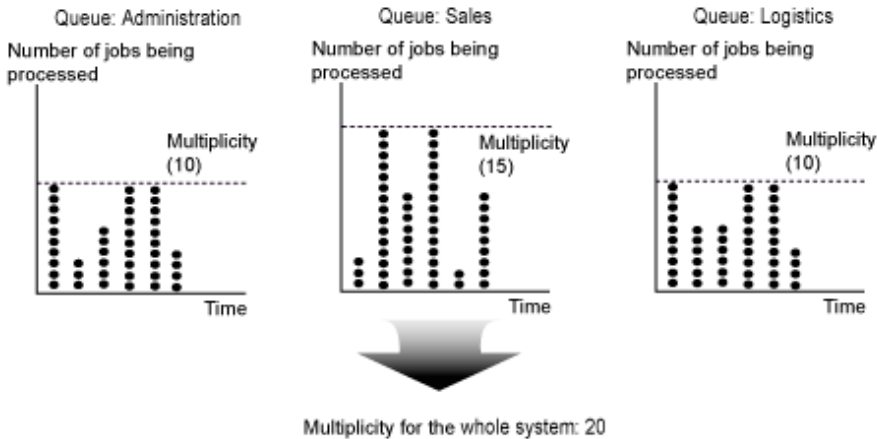 Queue: Administration
Number of jobs being
processed
Multiplicity
(10)
Time
Queue: Sales
Number of jobs being
processed
Multiplicity
(15)
Time
Queue: Logistics
Number of jobs being
processed
Multiplicity
(10)
Time
Multiplicity for the whole system: 20